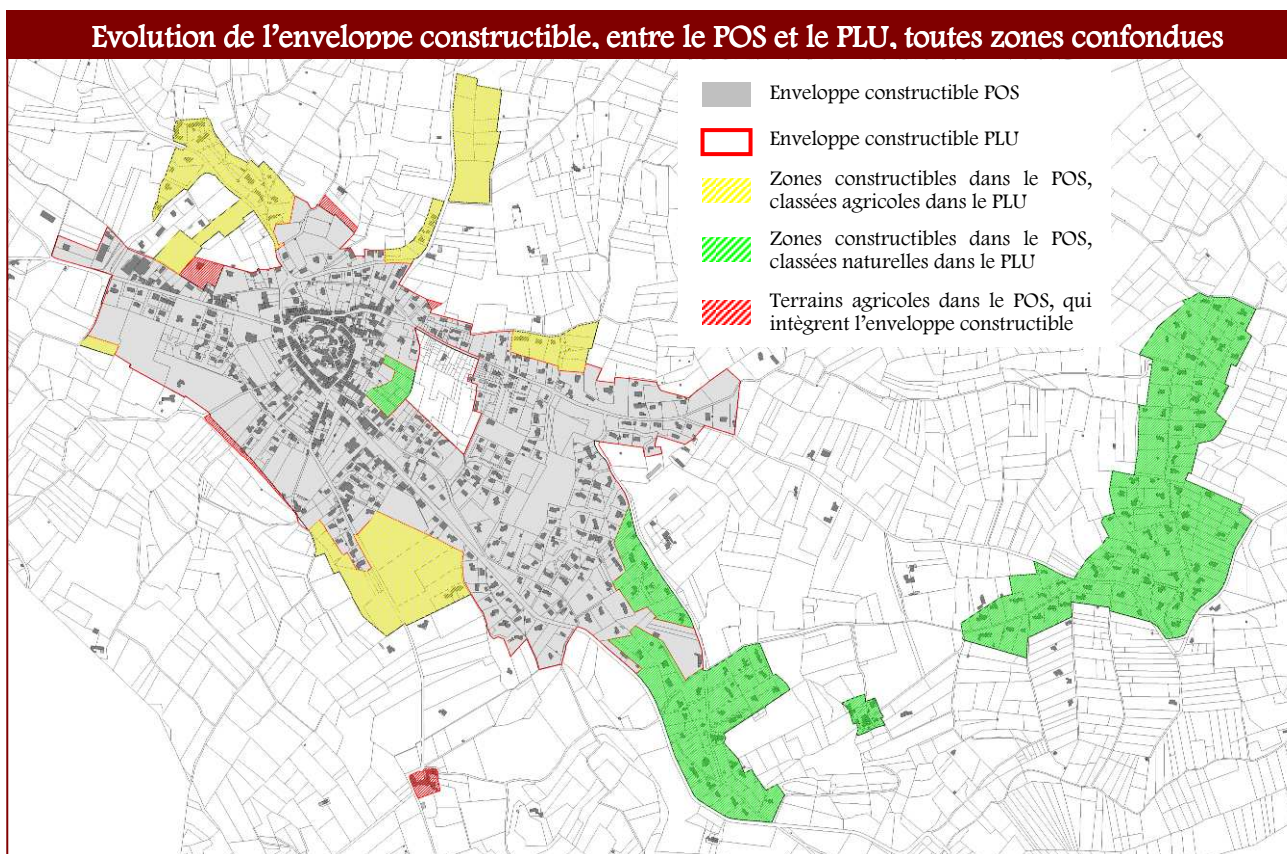 Evolution de l'enveloppe constructible, entre le POS et le PLU, toutes zones confondues
Enveloppe constructible POS
Enveloppe constructible PLU
Zones constructibles dans le POS,
classées agricoles dans le PLU
Zones constructibles dans le POS,
classées naturelles dans le PLU
Terrains agricoles dans le POS, qui
intègrent l'enveloppe constructible